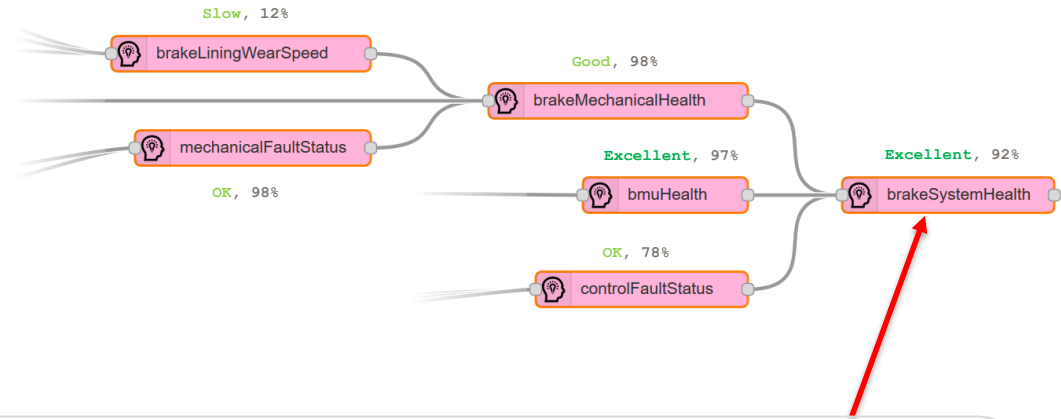 Slow, 12%
brakeLiningWearSpeed
Good, 98%
brakeMechanicalHealth
mechanicalFaultStatus
OK, 98%
Excellent, 97%
bmuHealth
Excellent, 92%
brakeSystemHealth
OK, 78%
controlFaultStatus